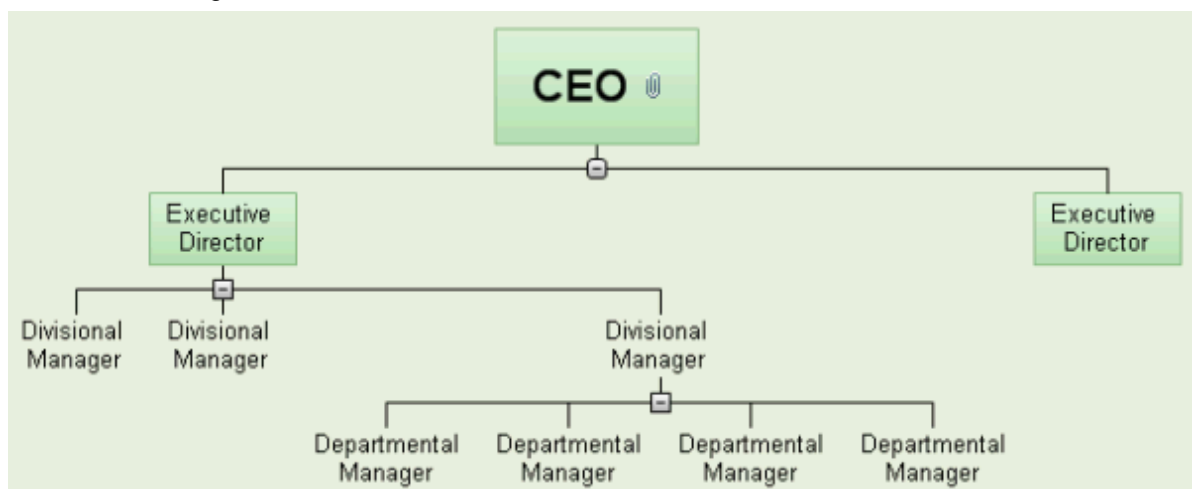 CEO
Executive
Director
Executive
Director
Divisional
Manager
Divisional
Manager
Divisional
Manager
Departmental
Manager
Departmental
Manager
Departmental
Manager
Departmental
Manager